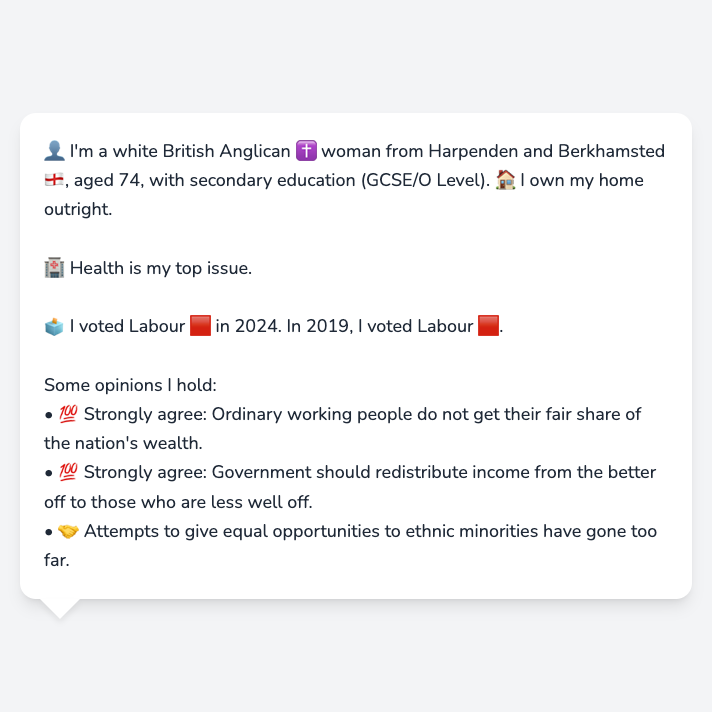 👤 I'm a white British Anglican ✝️ woman from Harpenden and Berkhamsted
🏴󠁧󠁢󠁥󠁮󠁧󠁿, aged 74, with secondary education (GCSE/O Level). 🏠 I own my home
outright.
🏥 Health is my top issue.
🗳️ I voted Labour 🟥 in 2024. In 2019, I voted Labour 🟥.
Some opinions I hold:
• 💯 Strongly agree: Ordinary working people do not get their fair share of
the nation's wealth.
• 💯 Strongly agree: Government should redistribute income from the better
off to those who are less well off.
• 🤝 Attempts to give equal opportunities to ethnic minorities have gone too
far.